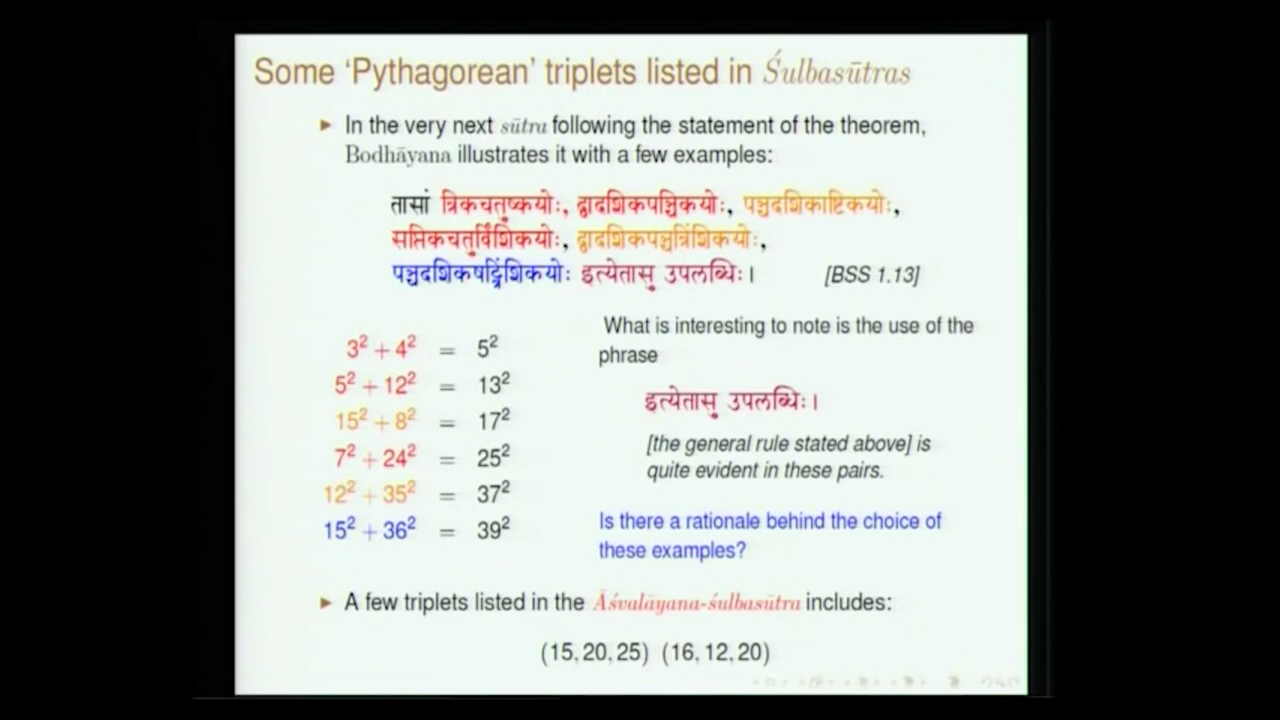 Some ‘Pythagorean’ triplets listed in Śulbasūtras
▶ In the very next sūtra following the statement of the theorem,
Bodhāyana illustrates it with a few examples:
तासां त्रिकचतुष्कयोः, द्वादशिकपञ्चिकयोः, पञ्चदशिकाष्टिकयोः,
सप्तिकचतुर्विंशिकयोः, द्वादशिकपञ्चत्रिंशिकयोः,
पञ्चदशिकषट्त्रिंशिकयोः इत्येतासु उपलब्धिः। [BSS 1.13]
3² + 4² = 5²
5² + 12² = 13²
15² + 8² = 17²
7² + 24² = 25²
12² + 35² = 37²
15² + 36² = 39²
What is interesting to note is the use of the
phrase
इत्येतासु उपलब्धिः।
[the general rule stated above] is
quite evident in these pairs.
Is there a rationale behind the choice of
these examples?
▶ A few triplets listed in the Āśvalāyana-śulbasūtra includes:
(15, 20, 25) (16, 12, 20)